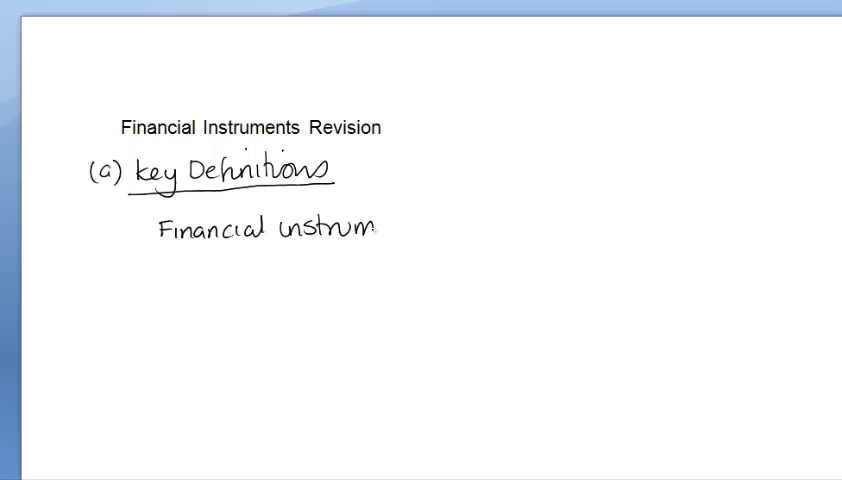 Financial Instruments Revision
(a) Key Definitions
Financial instrum